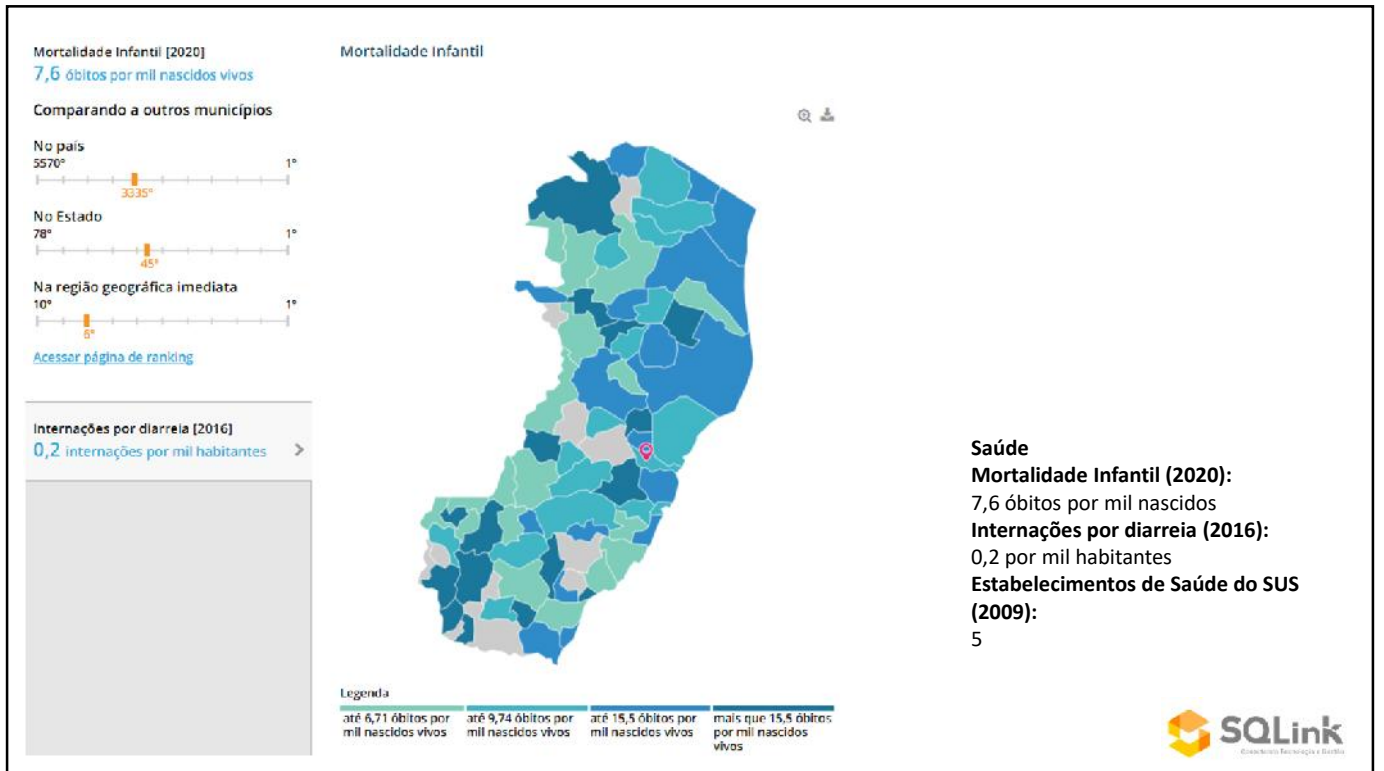 Mortalidade Infantil [2020]
7,6 óbitos por mil nascidos vivos
Comparando a outros municípios
No país
5570°
1°
3335°
No Estado
78°
1°
45°
Na região geográfica imediata
10°
1°
Acessar página de ranking
Internações por diarreia [2016]
0,2 internações por mil habitantes
Mortalidade Infantil
Legenda
até 6,71 óbitos por
mil nascidos vivos
até 9,74 óbitos por
mil nascidos vivos
até 15,5 óbitos por
mil nascidos vivos
mais que 15,5 óbitos
por mil nascidos
vivos
Saúde
Mortalidade Infantil (2020):
7,6 óbitos por mil nascidos
Internações por diarreia (2016):
0,2 por mil habitantes
Estabelecimentos de Saúde do SUS
(2009):
5
SQLink